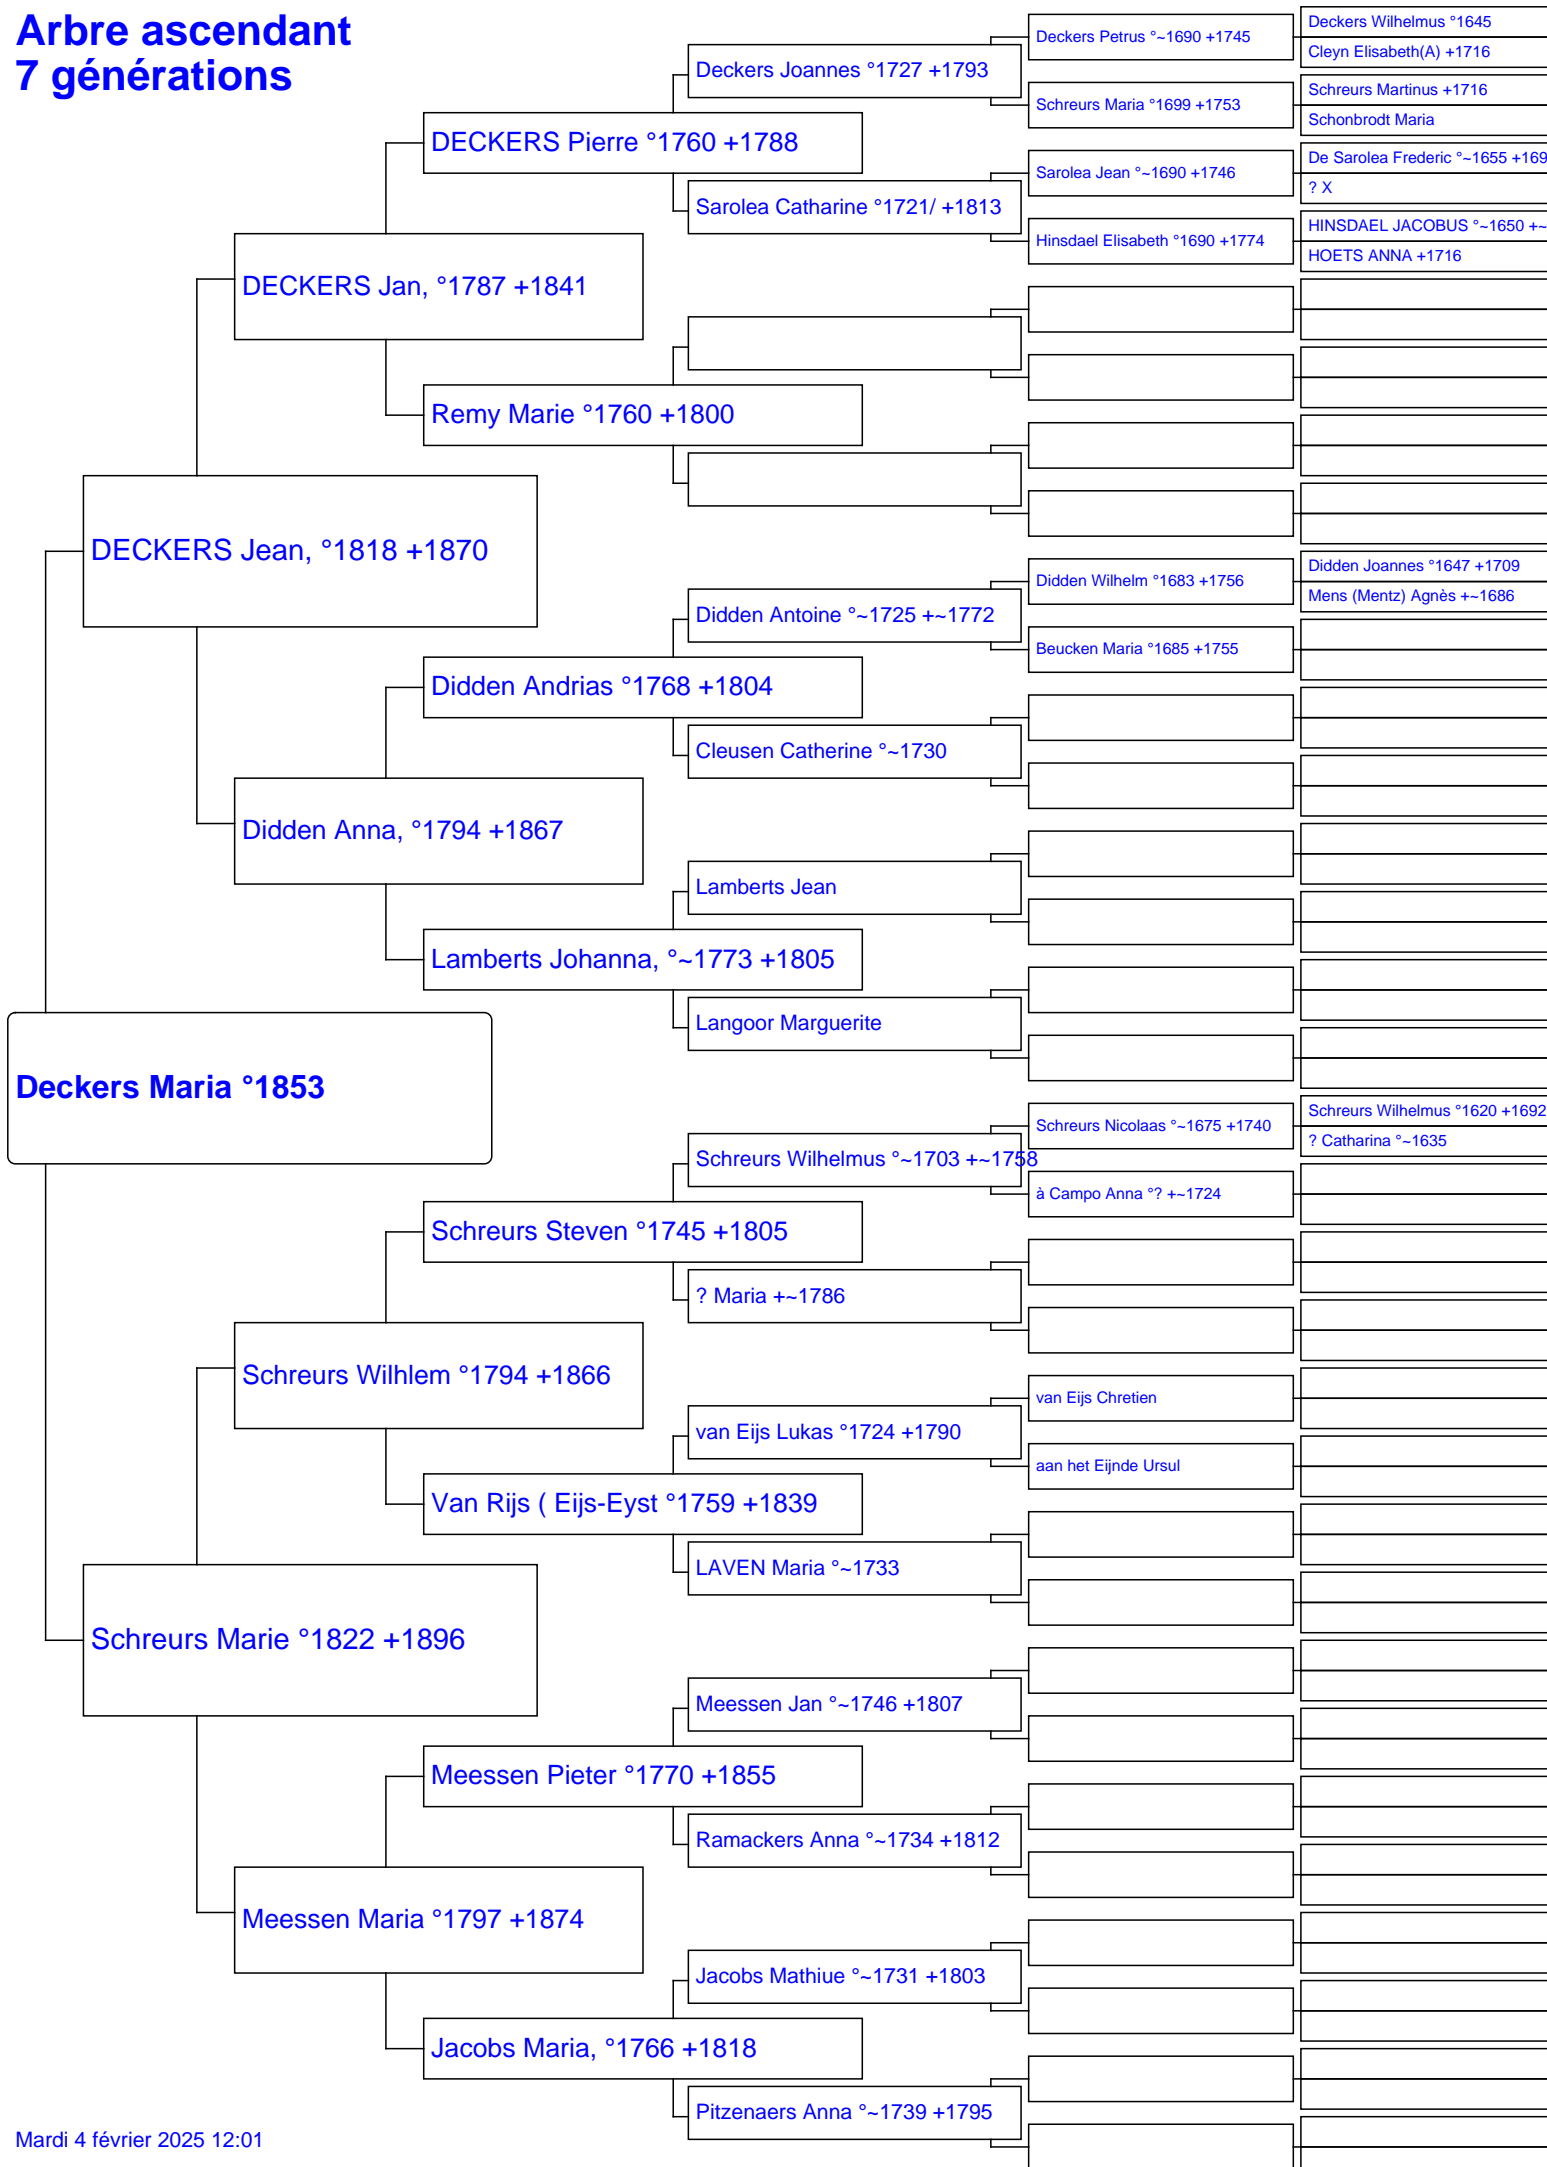 Arbre ascendant
7 générations
Deckers Maria °1853
DECKERS Jean, °1818 +1870
Schreurs Marie °1822 +1896
DECKERS Jan, °1787 +1841
Didden Anna, °1794 +1867
Schreurs Wilhlem °1794 +1866
Meessen Maria °1797 +1874
DECKERS Pierre °1760 +1788
Remy Marie °1760 +1800
Didden Andrias °1768 +1804
Lamberts Johanna, °~1773 +1805
Schreurs Steven °1745 +1805
Van Rijs ( Eijs-Eyst °1759 +1839
Meessen Pieter °1770 +1855
Jacobs Maria, °1766 +1818
Deckers Joannes °1727 +1793
Sarolea Catharine °1721/ +1813
Didden Antoine °~1725 +~1772
Cleusen Catherine °~1730
Lamberts Jean
Langoor Marguerite
Schreurs Wilhelmus °~1703 +~1758
? Maria +~1786
van Eijs Lukas °1724 +1790
LAVEN Maria °~1733
Meessen Jan °~1746 +1807
Ramackers Anna °~1734 +1812
Jacobs Mathiue °~1731 +1803
Pitzenaers Anna °~1739 +1795
Deckers Petrus °~1690 +1745
Schreurs Maria °1699 +1753
Sarolea Jean °~1690 +1746
Hinsdael Elisabeth °1690 +1774
Didden Wilhelm °1683 +1756
Beucken Maria °1685 +1755
Schreurs Nicolaas °~1675 +1740
à Campo Anna °? +~1724
van Eijs Chretien
aan het Eijnde Ursul
Deckers Wilhelmus °1645
Cleyn Elisabeth(A) +1716
Schreurs Martinus +1716
Schonbrodt Maria
De Sarolea Frederic °~1655 +169
? X
HINSDAEL JACOBUS °~1650 +~
HOETS ANNA +1716
Didden Joannes °1647 +1709
Mens (Mentz) Agnès +~1686
Schreurs Wilhelmus °1620 +1692
? Catharina °~1635
Mardi 4 février 2025 12:01